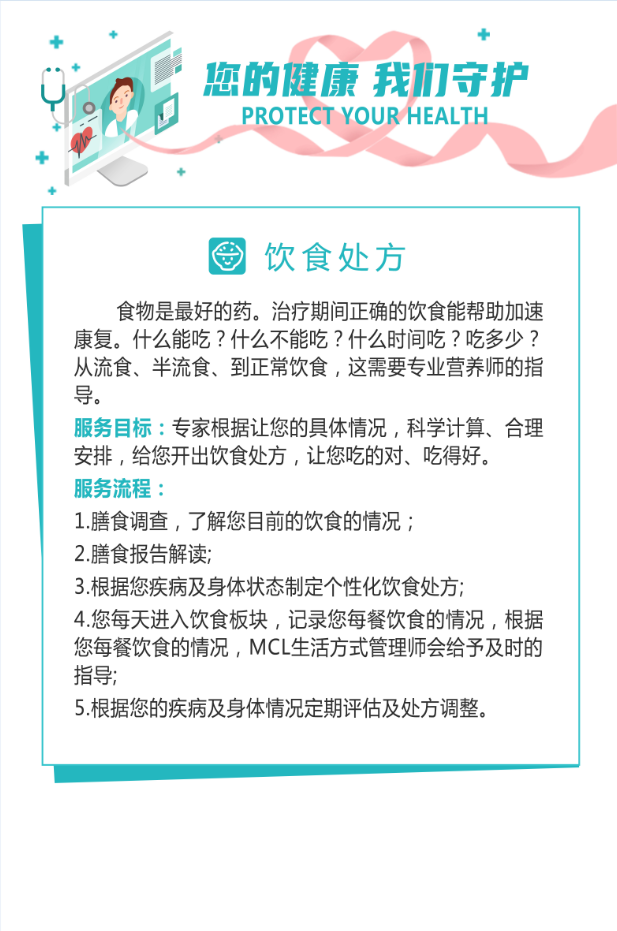 您的健康 我们守护
PROTECT YOUR HEALTH
饮食处方
食物是最好的药。治疗期间正确的饮食能帮助加速
康复。什么能吃？什么不能吃？什么时间吃？吃多少？
从流食、半流食、到正常饮食，这需要专业营养师的指
导。
服务目标：专家根据让您的具体情况，科学计算、合理
安排，给您开出饮食处方，让您吃的对、吃得好。
服务流程：
1.膳食调查，了解您目前的饮食的情况；
2.膳食报告解读;
3.根据您疾病及身体状态制定个性化饮食处方;
4.您每天进入饮食板块，记录您每餐饮食的情况，根据
您每餐饮食的情况，MCL生活方式管理师会给予及时的
指导;
5.根据您的疾病及身体情况定期评估及处方调整。